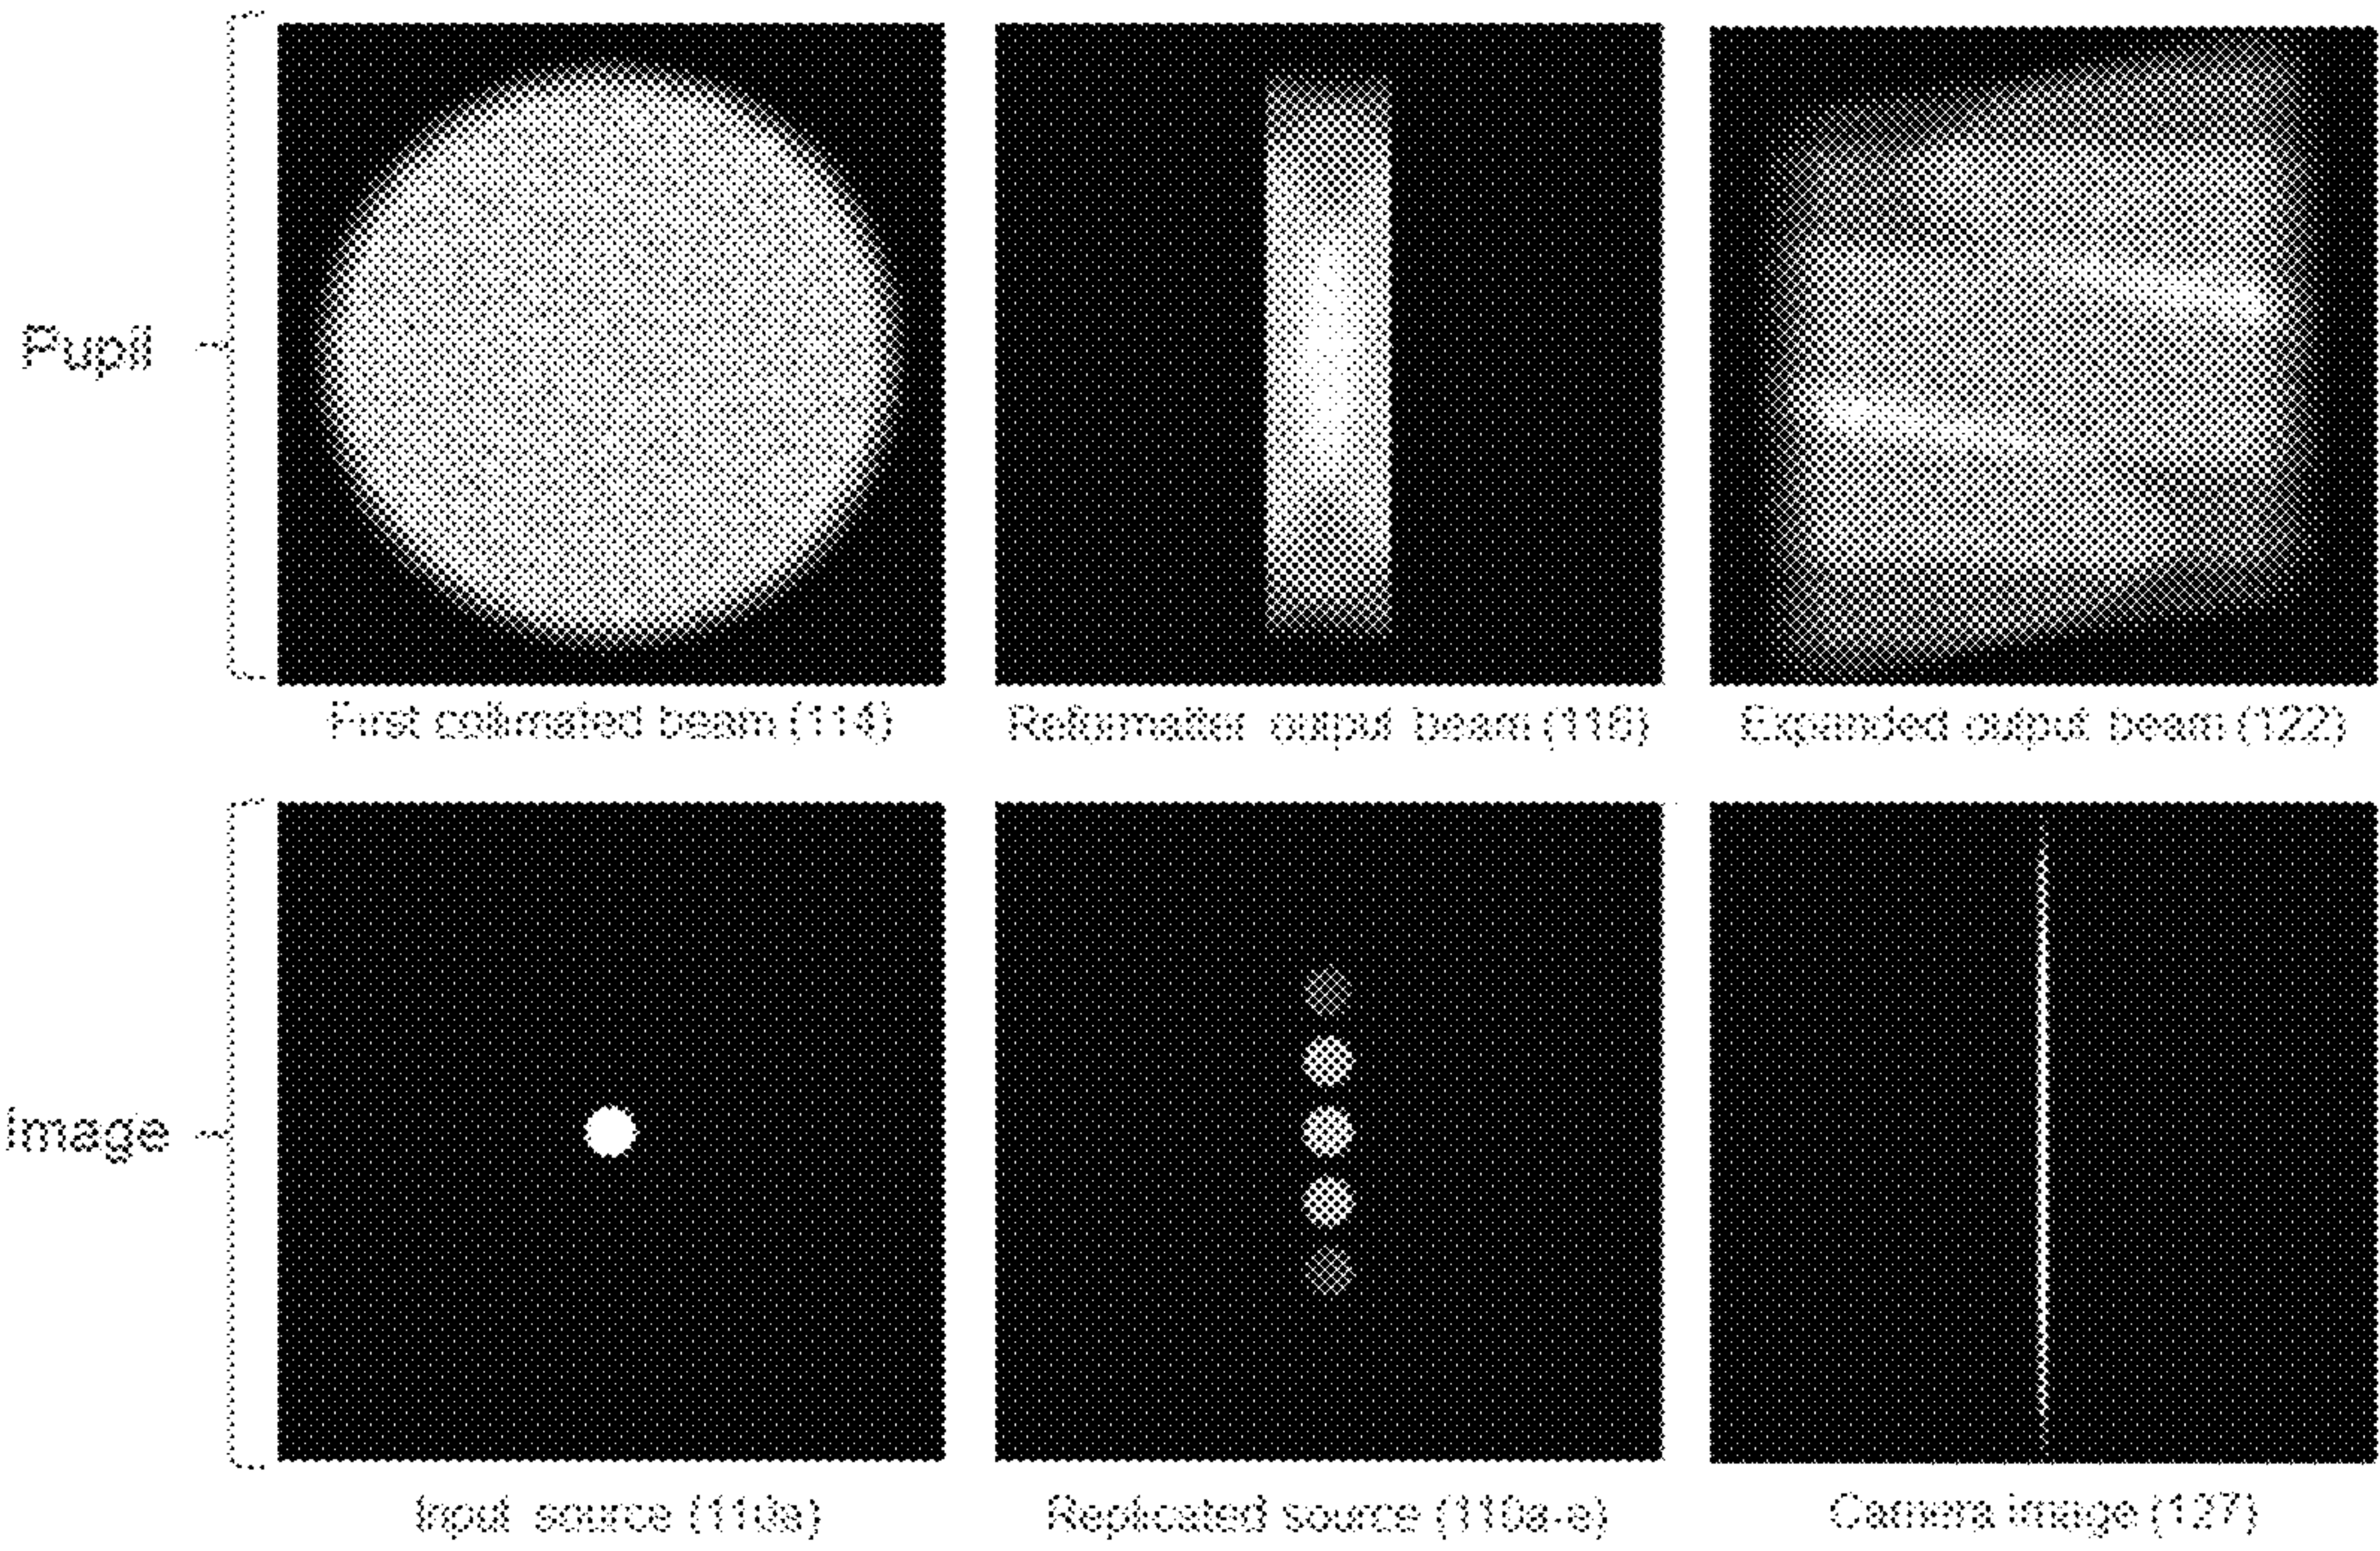 Pupil
First collimated beam (114)
Reformatter output beam (116)
Expanded output beam (122)
Image
Input source (110a)
Replicated source (110a-e)
Camera image (127)